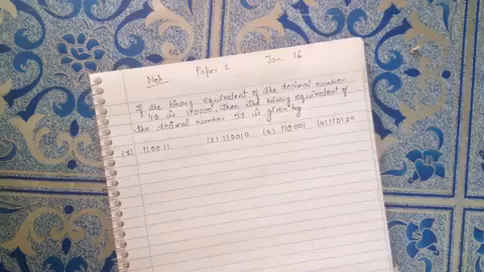 Net. Paper 1 Jan. 16.
If the binary equivalent of the decimal number
48 is 110000, then the binary equivalent of
the decimal number 51 is given by
(1) 110011 (2) 110010 (3) 110001 (4) 110100